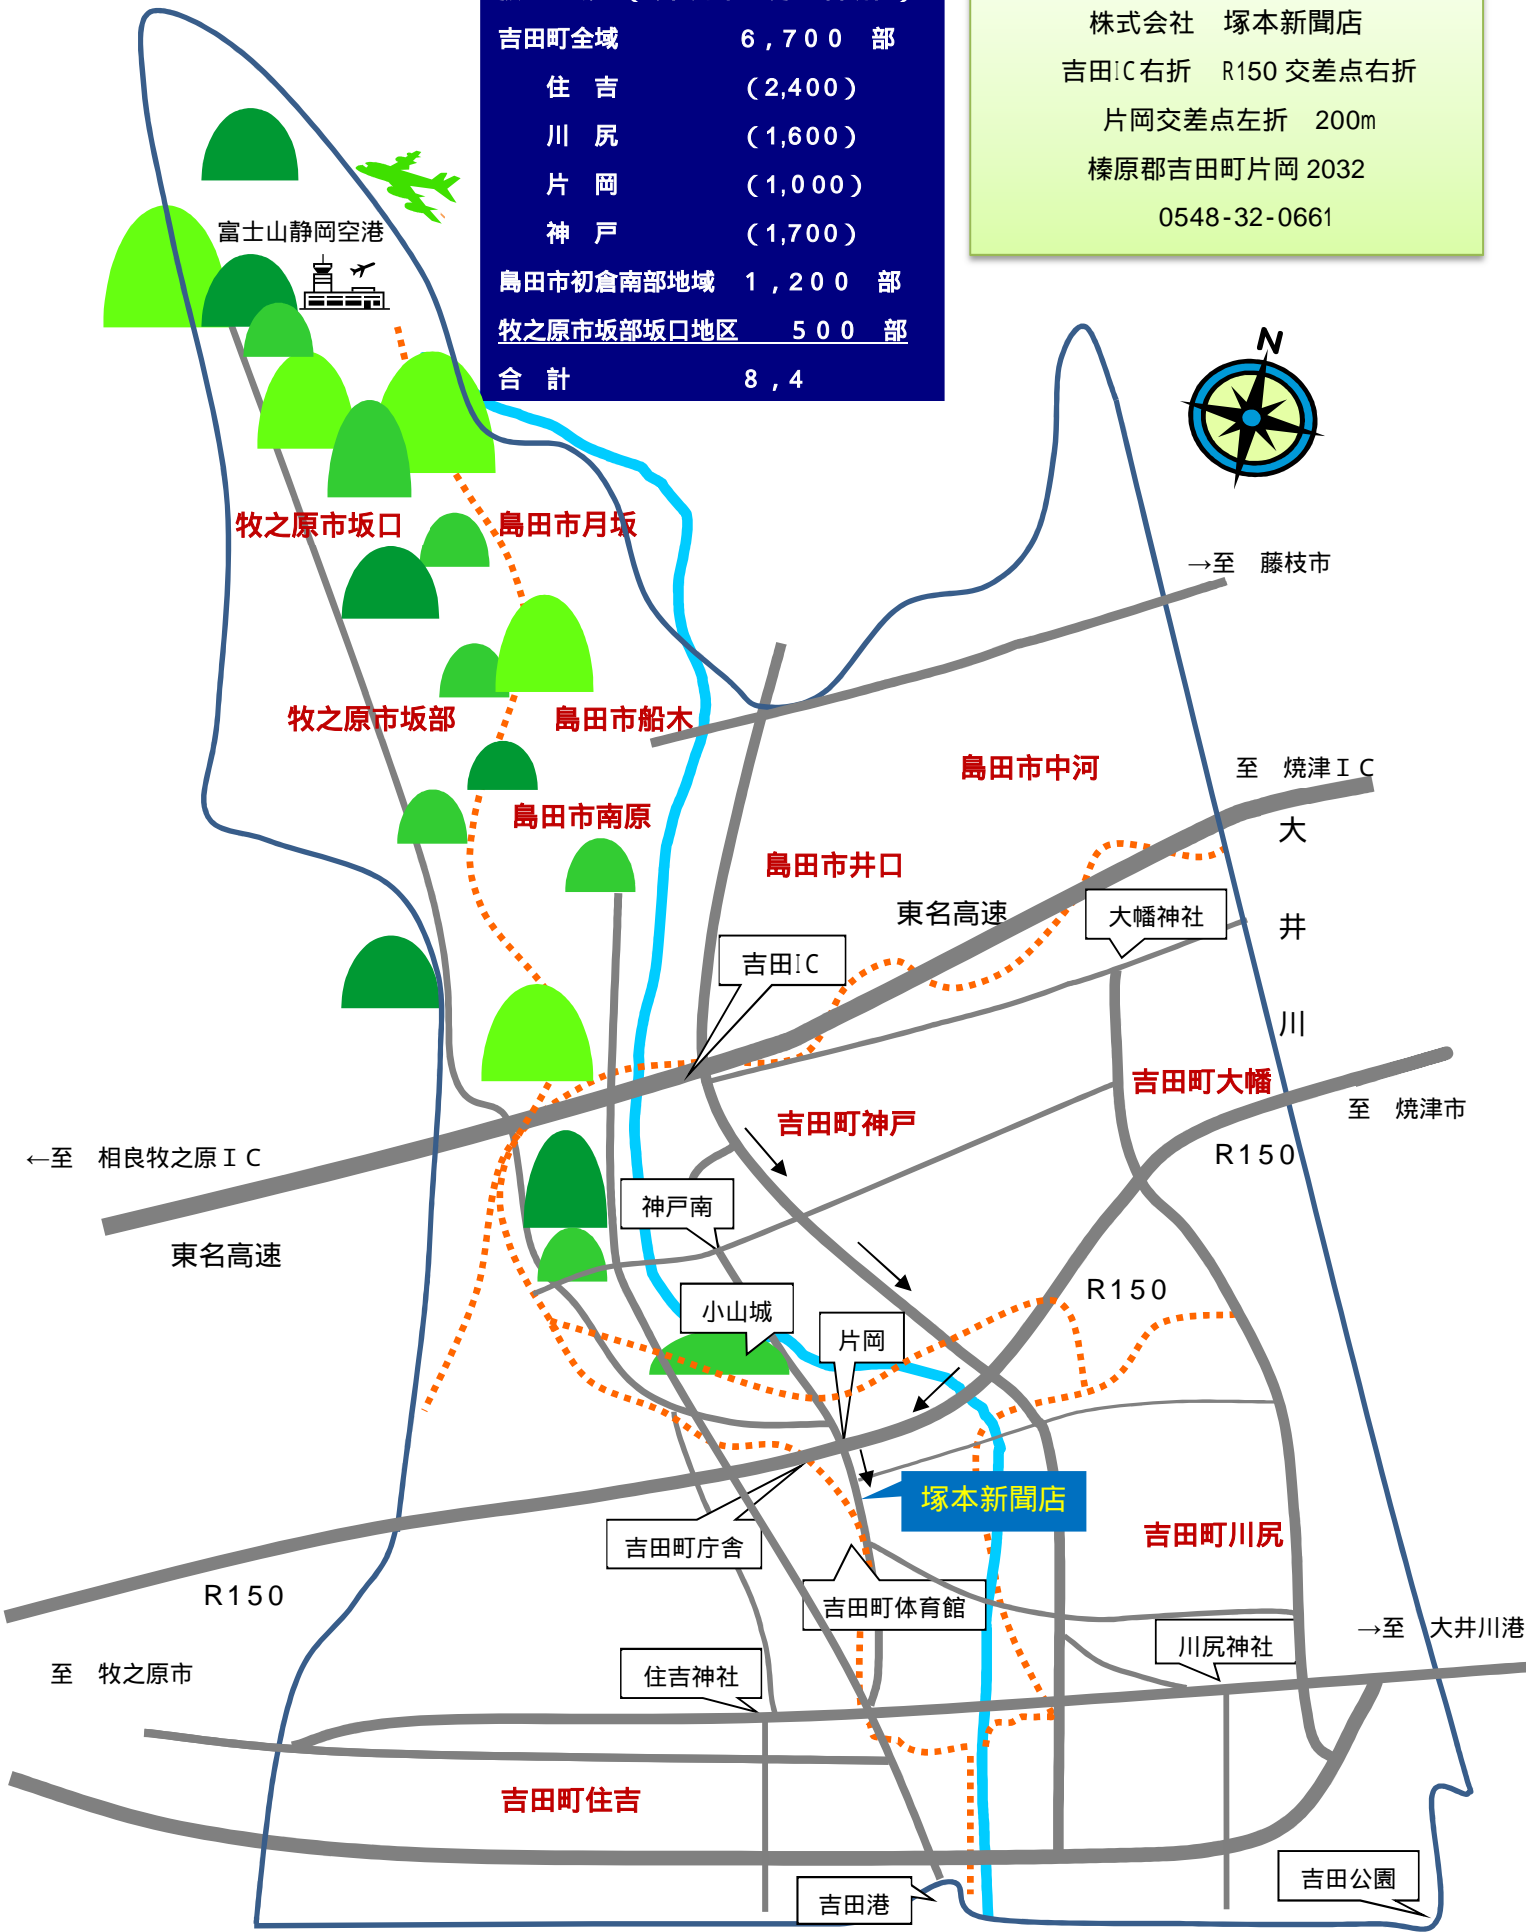 吉田町全域 6,700 部
住 吉 (2,400)
川 尻 (1,600)
片 岡 (1,000)
神 戸 (1,700)
島田市初倉南部地域 1,200 部
牧之原市坂部坂口地区 500 部
合 計 8,4
株式会社 塚本新聞店
吉田IC右折 R150交差点右折
片岡交差点左折 200m
榛原郡吉田町片岡2032
0548-32-0661
富士山静岡空港
N
牧之原市坂口
島田市月坂
→至 藤枝市
牧之原市坂部
島田市船木
島田市中河
至 焼津IC
島田市南原
大
井
川
島田市井口
東名高速
大幡神社
吉田IC
吉田町大幡
至 焼津市
吉田町神戸
R150
←至 相良牧之原IC
神戸南
東名高速
R150
小山城
片岡
塚本新聞店
吉田町庁舎
吉田町川尻
R150
吉田町体育館
→至 大井川港
川尻神社
至 牧之原市
住吉神社
吉田町住吉
吉田公園
吉田港